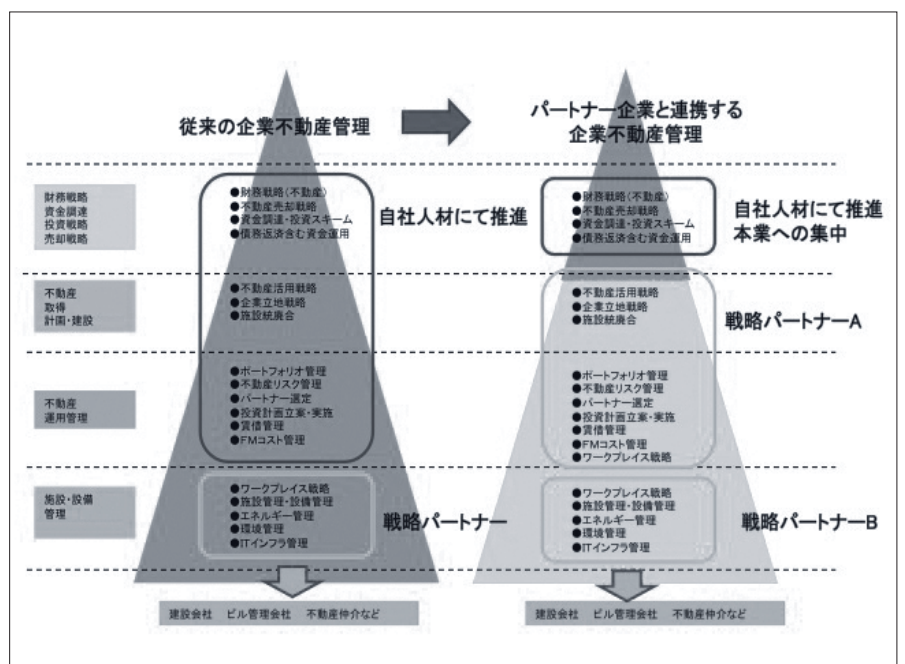 従来の企業不動産管理
パートナー企業と連携する
企業不動産管理
財務戦略
資金調達
投資戦略
売却戦略
●財務戦略〈不動産〉
●不動産売却戦略
●資金調達・投資スキーム
●債務返済含む資金運用
自社人材にて推進
●財務戦略〈不動産〉
●不動産売却戦略
●資金調達・投資スキーム
●債務返済含む資金運用
自社人材にて推進
本業への集中
不動産
取得
計画・建設
●不動産活用戦略
●企業立地戦略
●施設統廃合
●不動産活用戦略
●企業立地戦略
●施設統廃合
戦略パートナーA
不動産
運用管理
●ポートフォリオ管理
●不動産リスク管理
●パートナー選定
●投資計画立案・実施
●賃借管理
●FMコスト管理
●ポートフォリオ管理
●不動産リスク管理
●パートナー選定
●投資計画立案・実施
●賃借管理
●FMコスト管理
●ワークプレイス戦略
施設・設備
管理
●ワークプレイス戦略
●施設管理・設備管理
●エネルギー管理
●環境管理
●ITインフラ管理
戦略パートナー
●ワークプレイス戦略
●施設管理・設備管理
●エネルギー管理
●環境管理
●ITインフラ管理
戦略パートナーB
建設会社　ビル管理会社　不動産仲介など
建設会社　ビル管理会社　不動産仲介など